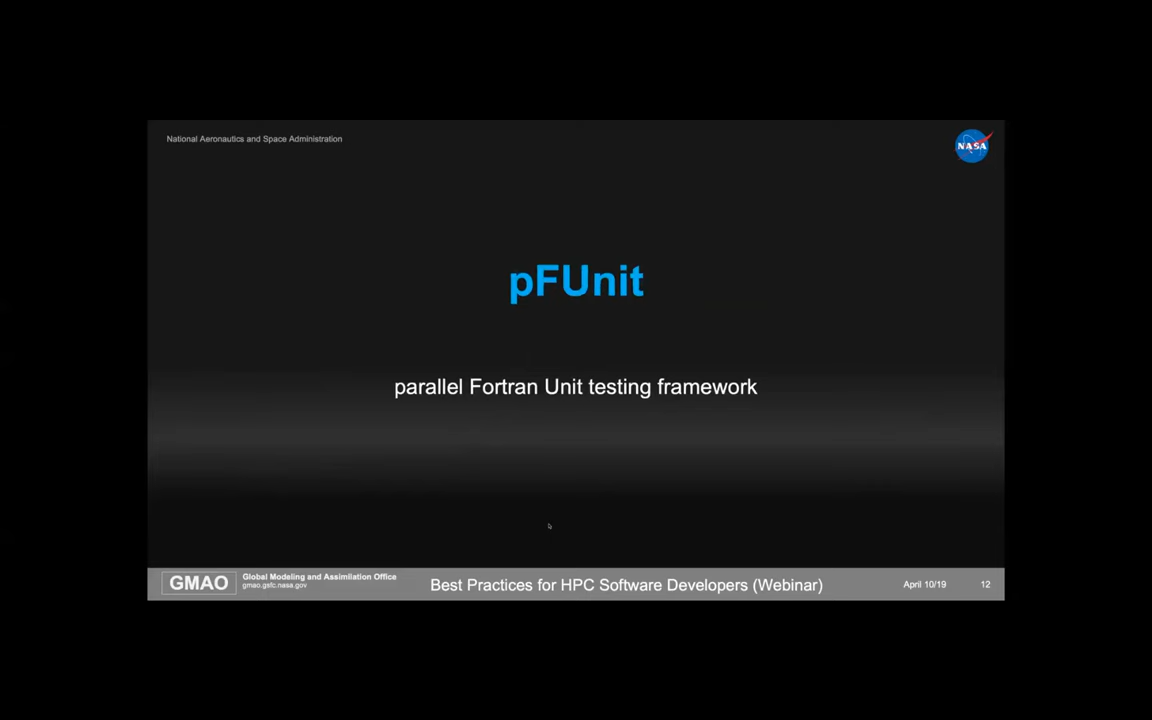 National Aeronautics and Space Administration
NASA
pFUnit
parallel Fortran Unit testing framework
GMAO
Global Modeling and Assimilation Office
gmao.gsfc.nasa.gov
Best Practices for HPC Software Developers (Webinar)
April 10/19
12